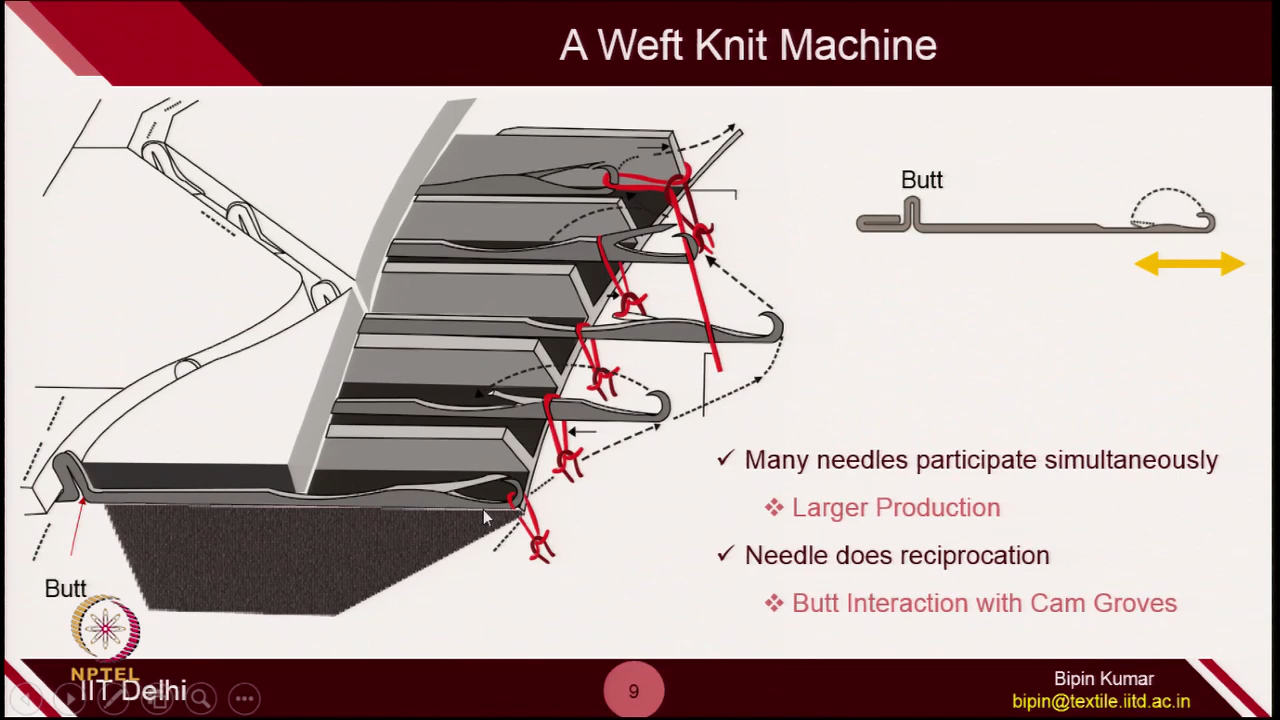 A Weft Knit Machine
Butt
✓ Many needles participate simultaneously
❖ Larger Production
✓ Needle does reciprocation
❖ Butt Interaction with Cam Groves
Butt
NPTEL
IIT Delhi
9
Bipin Kumar
bipin@textile.iitd.ac.in